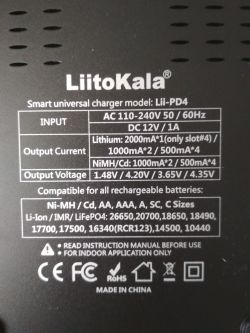 LiitoKala®
Smart universal charger model: Lii-PD4
INPUT
AC 110-240V 50 / 60Hz
DC 12V / 1A
Output Current
Lithium: 2000mA*1(only slot#4) /
1000mA*2 / 500mA*4
NiMH/Cd: 1000mA*2 / 500mA*4
Output Voltage
1.48V / 4.20V / 3.65V / 4.35V
Compatible for all rechargeable batteries:
Ni-MH / Cd, AA, AAA, A, SC, C Sizes
Li-Ion / IMR/ LiFePO4: 26650,20700,18650, 18490,
17700, 17500, 16340(RCR123),14500, 10440
● READ INSTRUCTION MANUAL BEFORE USE
● FOR INDOOR APPLICATION ONLY
FC CE RoHS
MADE IN CHINA